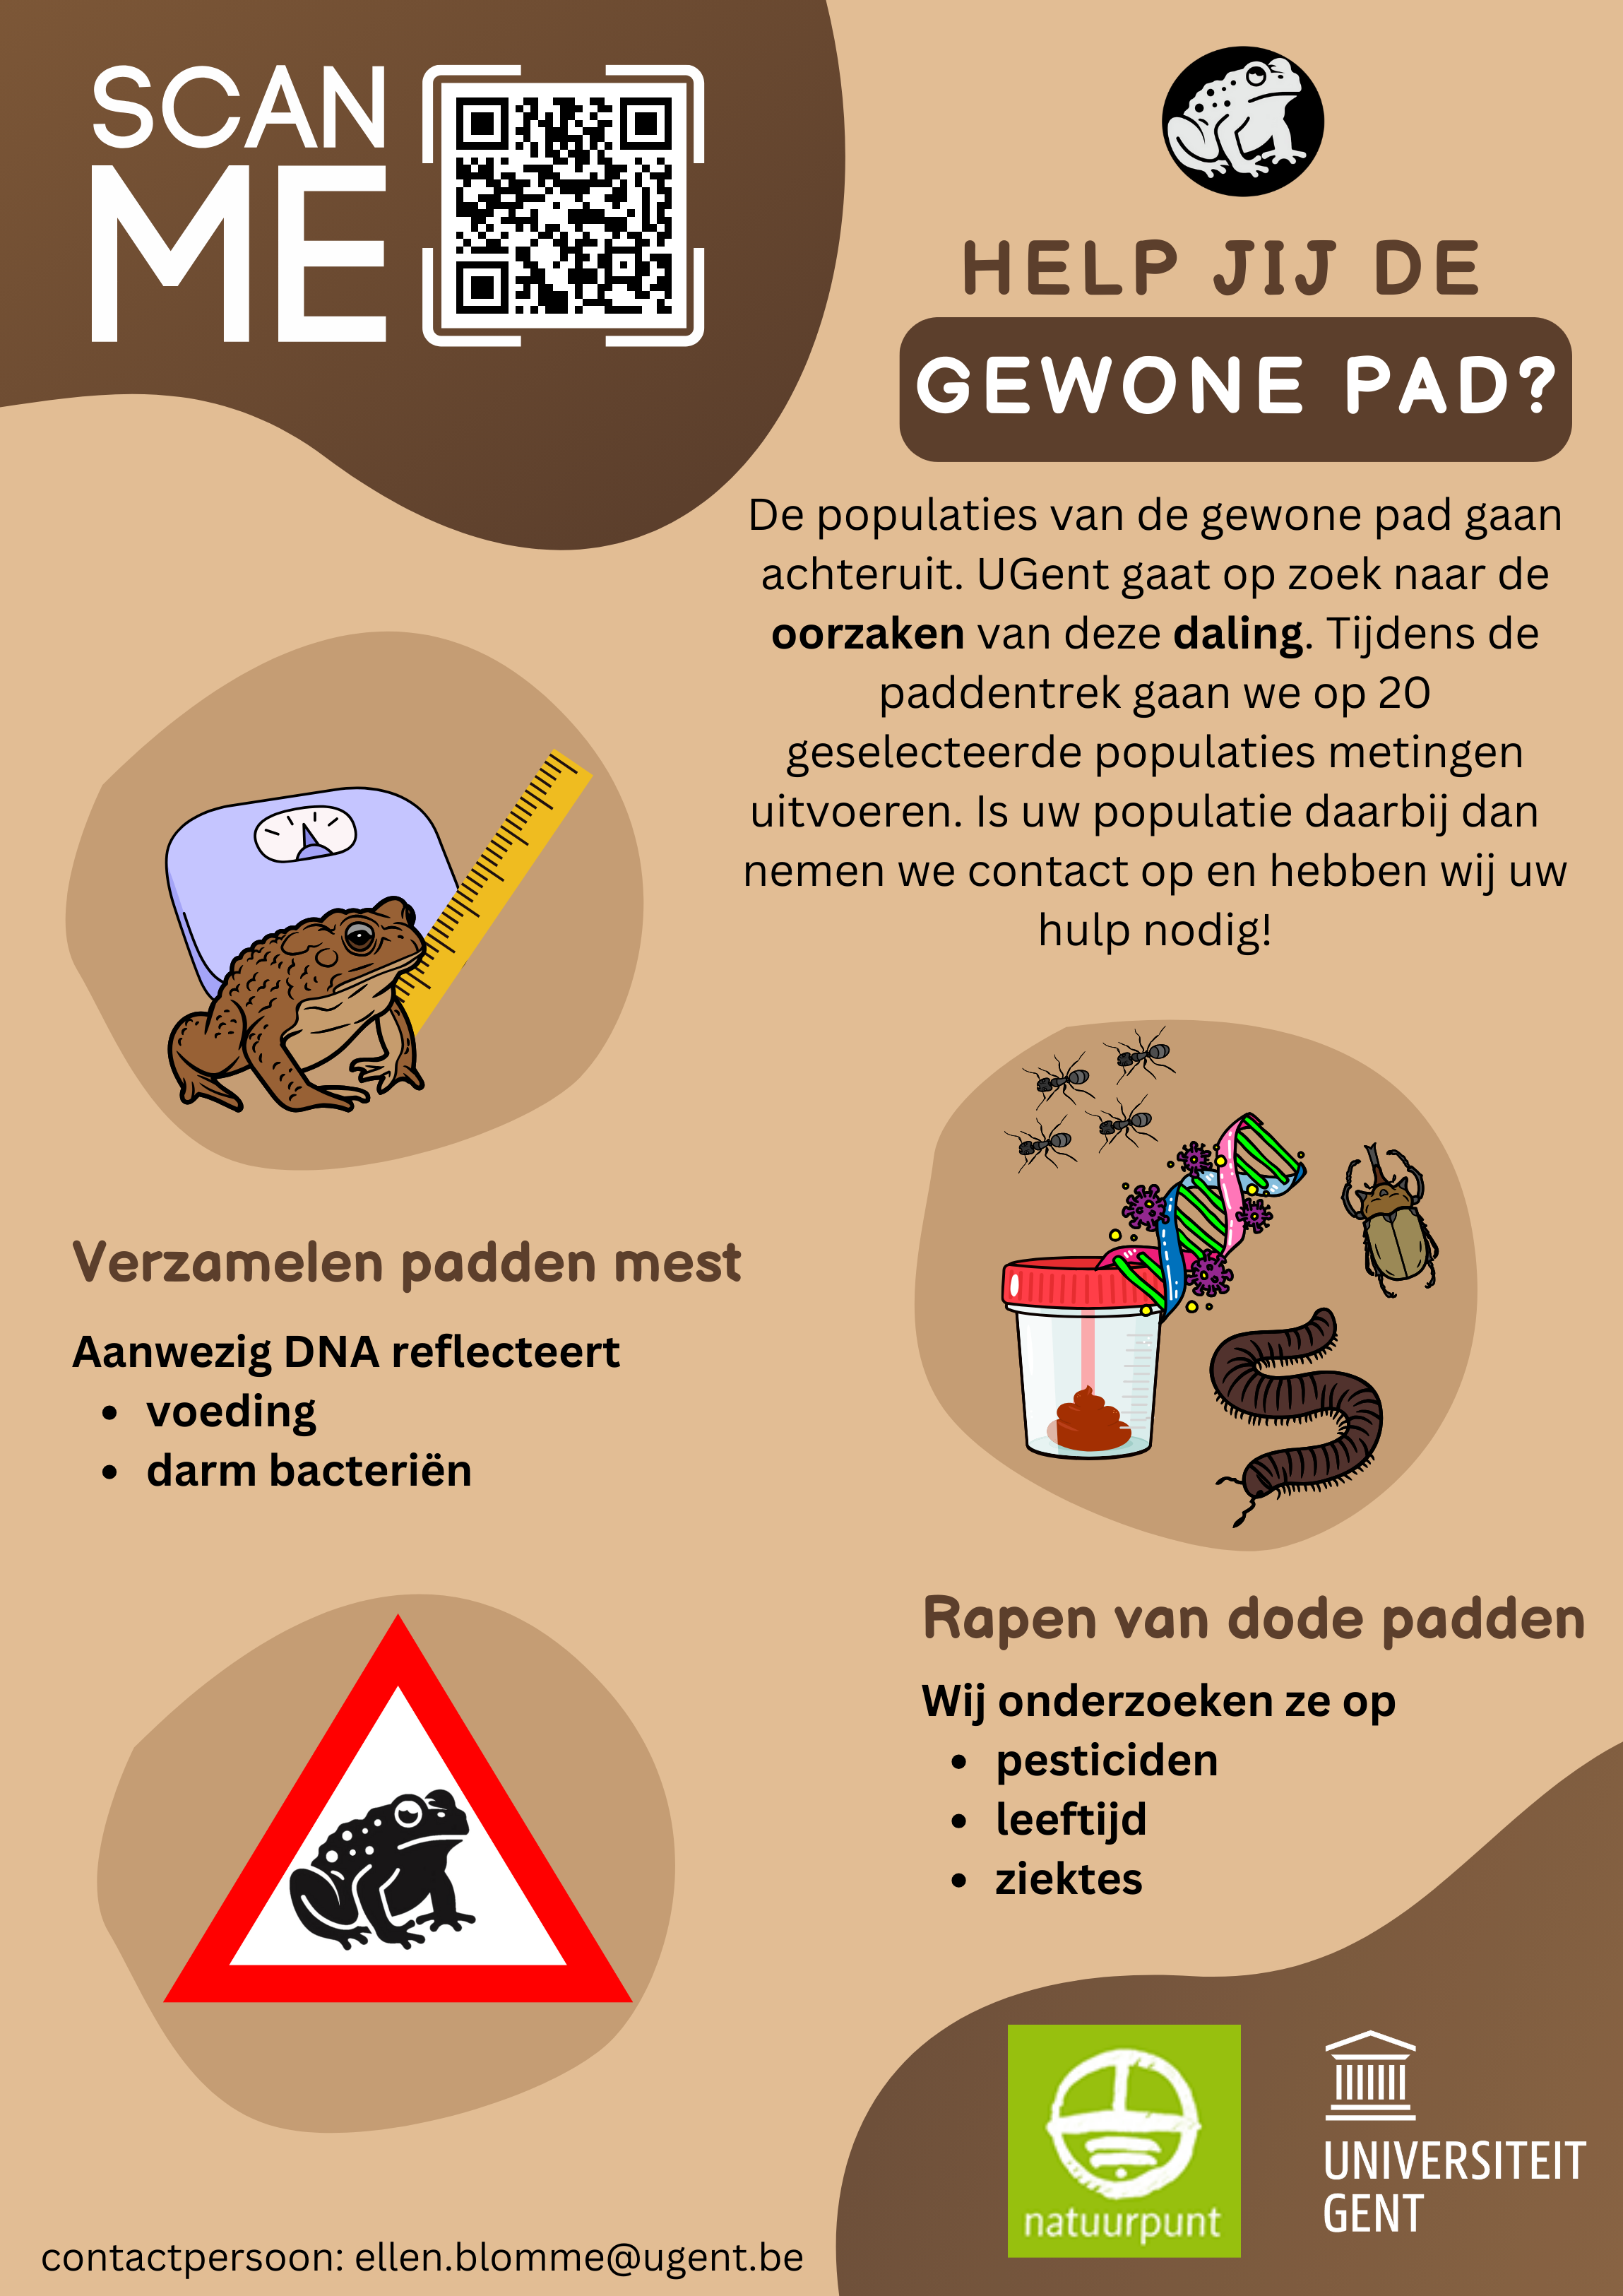 SCAN
ME
HELP JIJ DE
GEWONE PAD?
De populaties van de gewone pad gaan
achteruit. UGent gaat op zoek naar de
oorzaken van deze daling. Tijdens de
paddentrek gaan we op 20
geselecteerde populaties metingen
uitvoeren. Is uw populatie daarbij dan
nemen we contact op en hebben wij uw
hulp nodig!
Verzamelen padden mest
Aanwezig DNA reflecteert
• voeding
• darm bacteriën
Rapen van dode padden
Wij onderzoeken ze op
• pesticiden
• leeftijd
• ziektes
natuurpunt
UNIVERSITEIT
GENT
contactpersoon: ellen.blomme@ugent.be